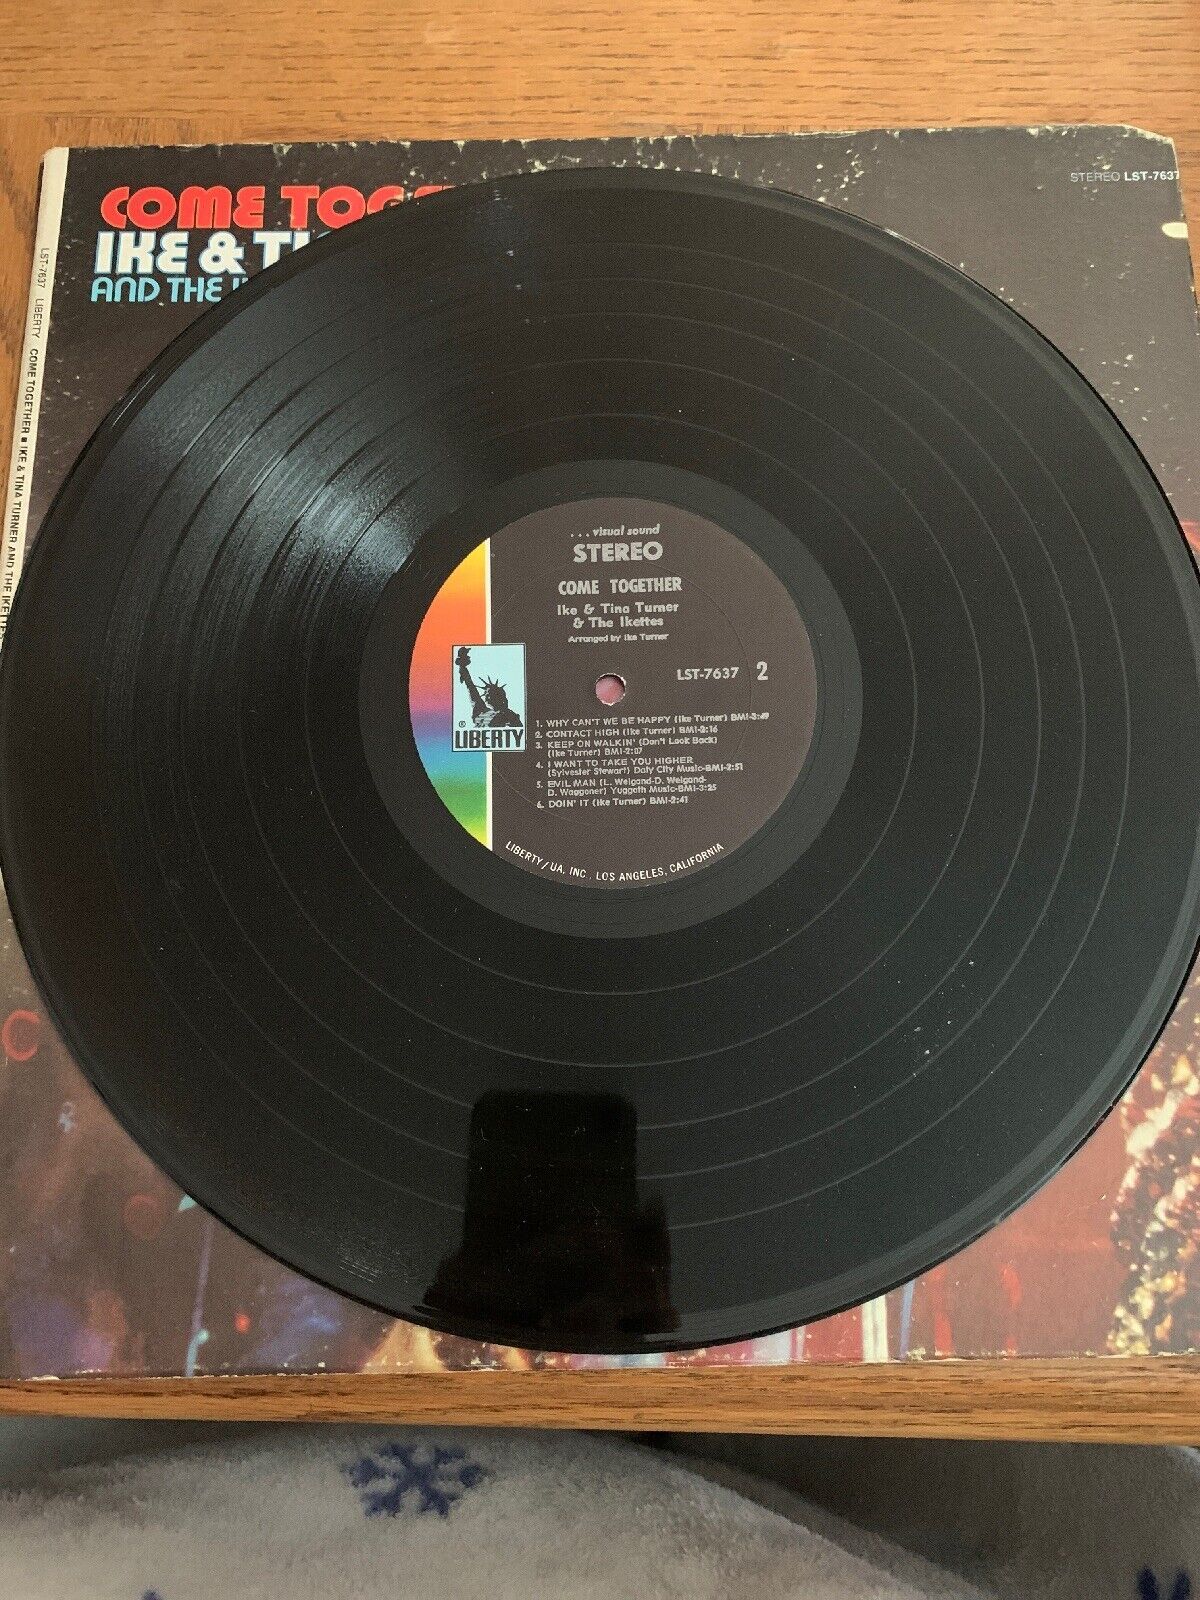 COME TOG
IKE & TI
AND THE I
STEREO LST-7637
LST-7637 LIBERTY COME TOGETHER ■ IKE & TINA TURNER AND THE IKETTES
...visual sound
STEREO
COME TOGETHER
Ike & Tina Turner
& The Ikettes
Arranged by Ike Turner
LST-7637 2
® LIBERTY
1. WHY CAN'T WE BE HAPPY (Ike Turner) BMI-3:49
2. CONTACT HIGH (Ike Turner) BMI-2:16
3. KEEP ON WALKIN' (Don't Look Back)
(Ike Turner) BMI-2:07
4. I WANT TO TAKE YOU HIGHER
(Sylvester Stewart) Daly City Music-BMI-2:51
5. EVIL MAN (L. Weigand-D. Weigand-
D. Waggoner) Yuggoth Music-BMI-3:25
6. DOIN' IT (Ike Turner) BMI-2:41
LIBERTY/UA, INC., LOS ANGELES, CALIFORNIA